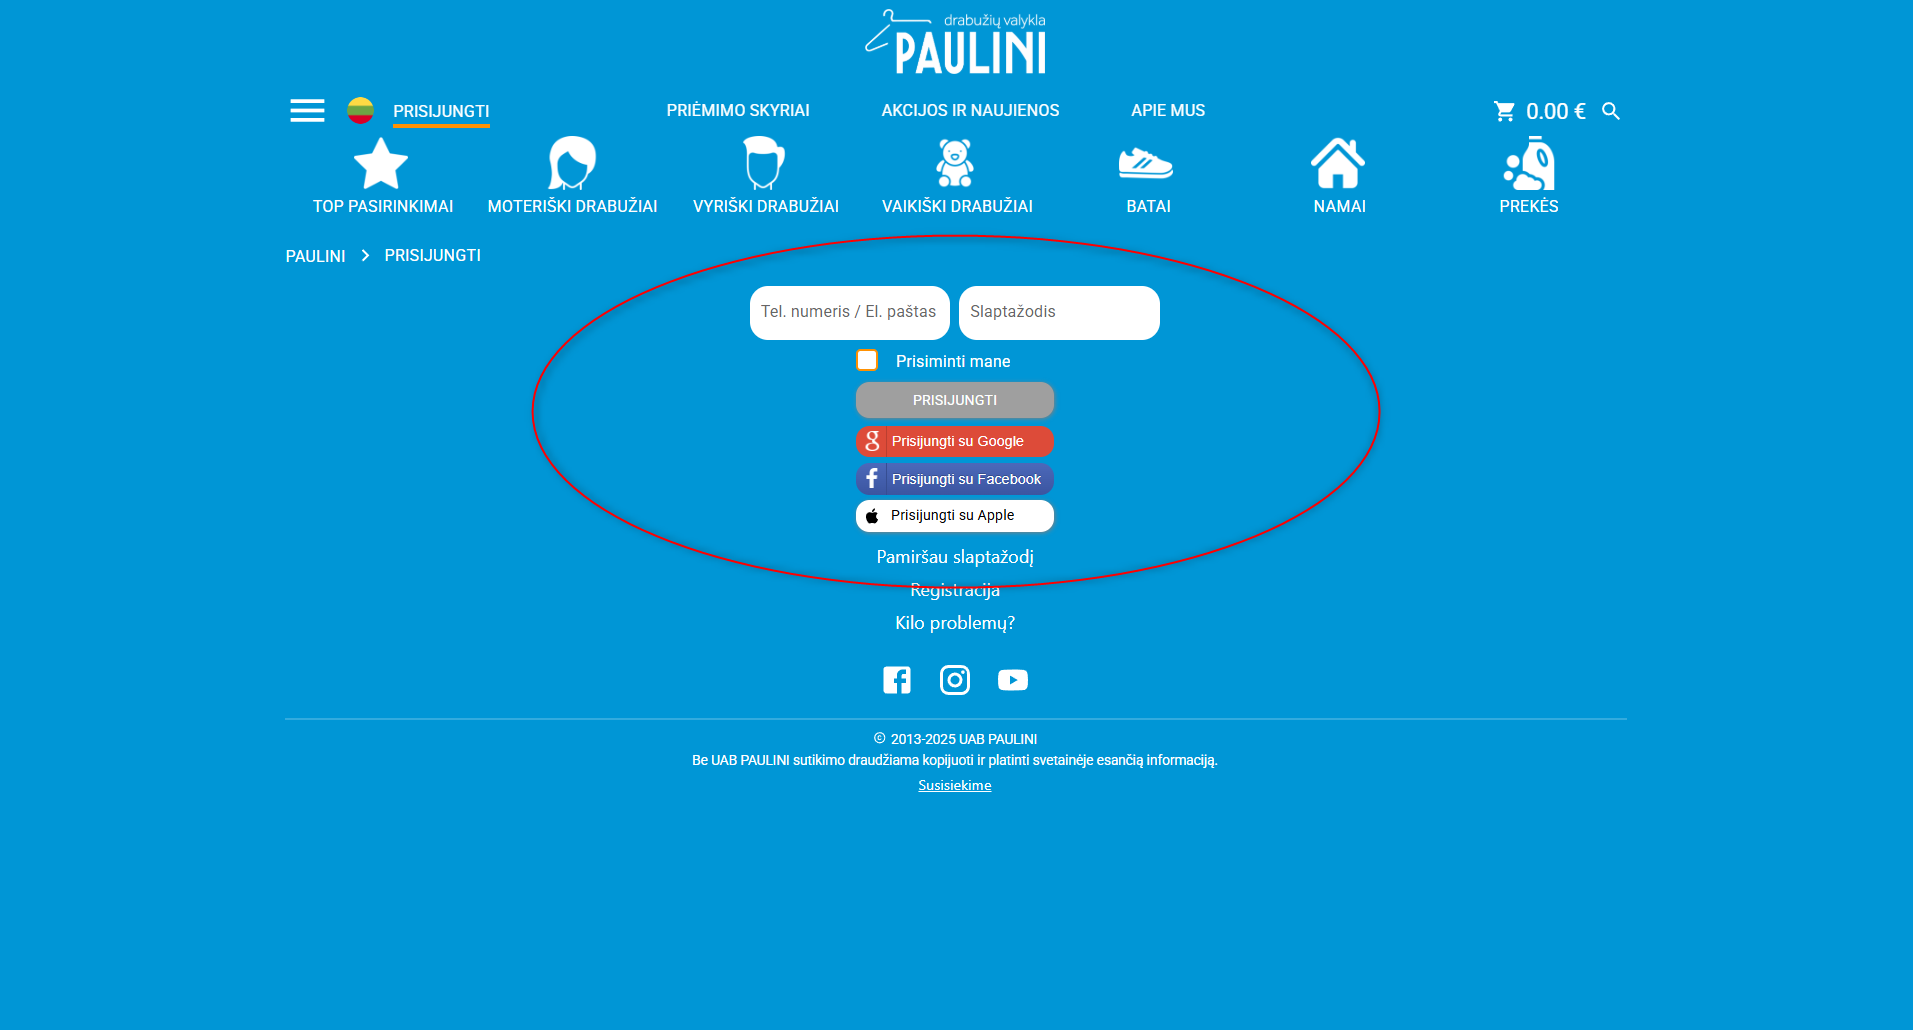 drabužių valykla
PAULINI
PRISIJUNGTI
PRIĖMIMO SKYRIAI
AKCIJOS IR NAUJIENOS
APIE MUS
0.00 €
TOP PASIRINKIMAI
MOTERIŠKI DRABUŽIAI
VYRIŠKI DRABUŽIAI
VAIKIŠKI DRABUŽIAI
BATAI
NAMAI
PREKĖS
PAULINI > PRISIJUNGTI
Tel. numeris / El. paštas
Slaptažodis
Prisiminti mane
PRISIJUNGTI
Prisijungti su Google
Prisijungti su Facebook
Prisijungti su Apple
Pamiršau slaptažodį
Registracija
Kilo problemų?
© 2013-2025 UAB PAULINI
Be UAB PAULINI sutikimo draudžiama kopijuoti ir platinti svetainėje esančią informaciją.
Susisiekime